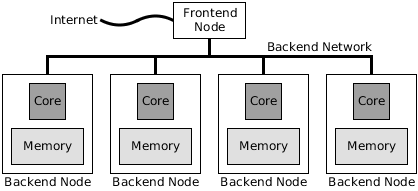 Internet
Frontend
Node
Backend Network
Core
Core
Core
Core
Memory
Memory
Memory
Memory
Backend Node
Backend Node
Backend Node
Backend Node